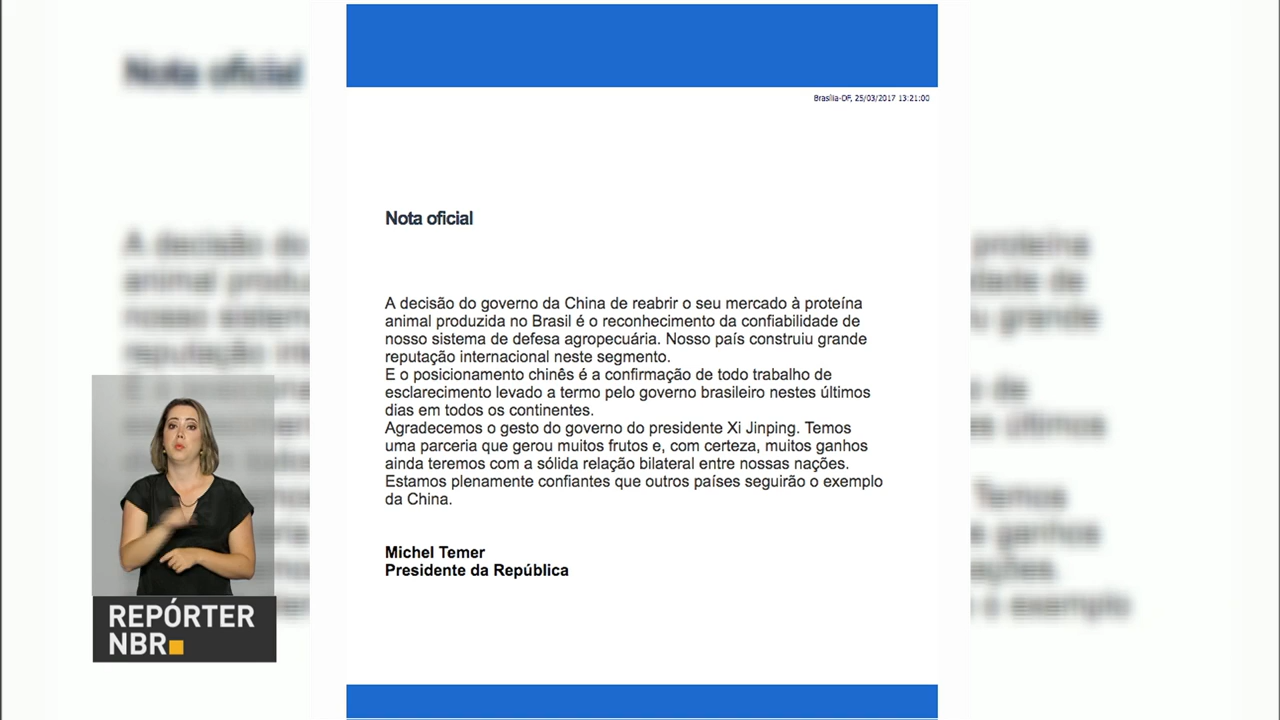 Nota oficial
Brasília-DF, 25/03/2017 13:21:00
Nota oficial
A decisão do governo da China de reabrir o seu mercado à proteína
animal produzida no Brasil é o reconhecimento da confiabilidade de
nosso sistema de defesa agropecuária. Nosso país construiu grande
reputação internacional neste segmento.
E o posicionamento chinês é a confirmação de todo trabalho de
esclarecimento levado a termo pelo governo brasileiro nestes últimos
dias em todos os continentes.
Agradecemos o gesto do governo do presidente Xi Jinping. Temos
uma parceria que gerou muitos frutos e, com certeza, muitos ganhos
ainda teremos com a sólida relação bilateral entre nossas nações.
Estamos plenamente confiantes que outros países seguirão o exemplo
da China.
Michel Temer
Presidente da República
REPÓRTER
NBR